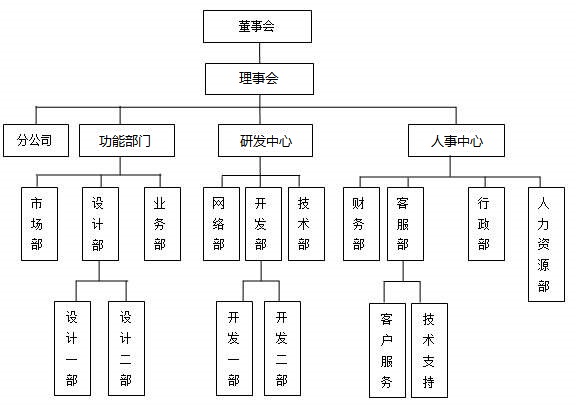 董事会
理事会
分公司
功能部门
研发中心
人事中心
市场部
设计部
业务部
网络部
开发部
技术部
财务部
客服部
行政部
人力资源部
设计一部
设计二部
开发一部
开发二部
客户服务
技术支持